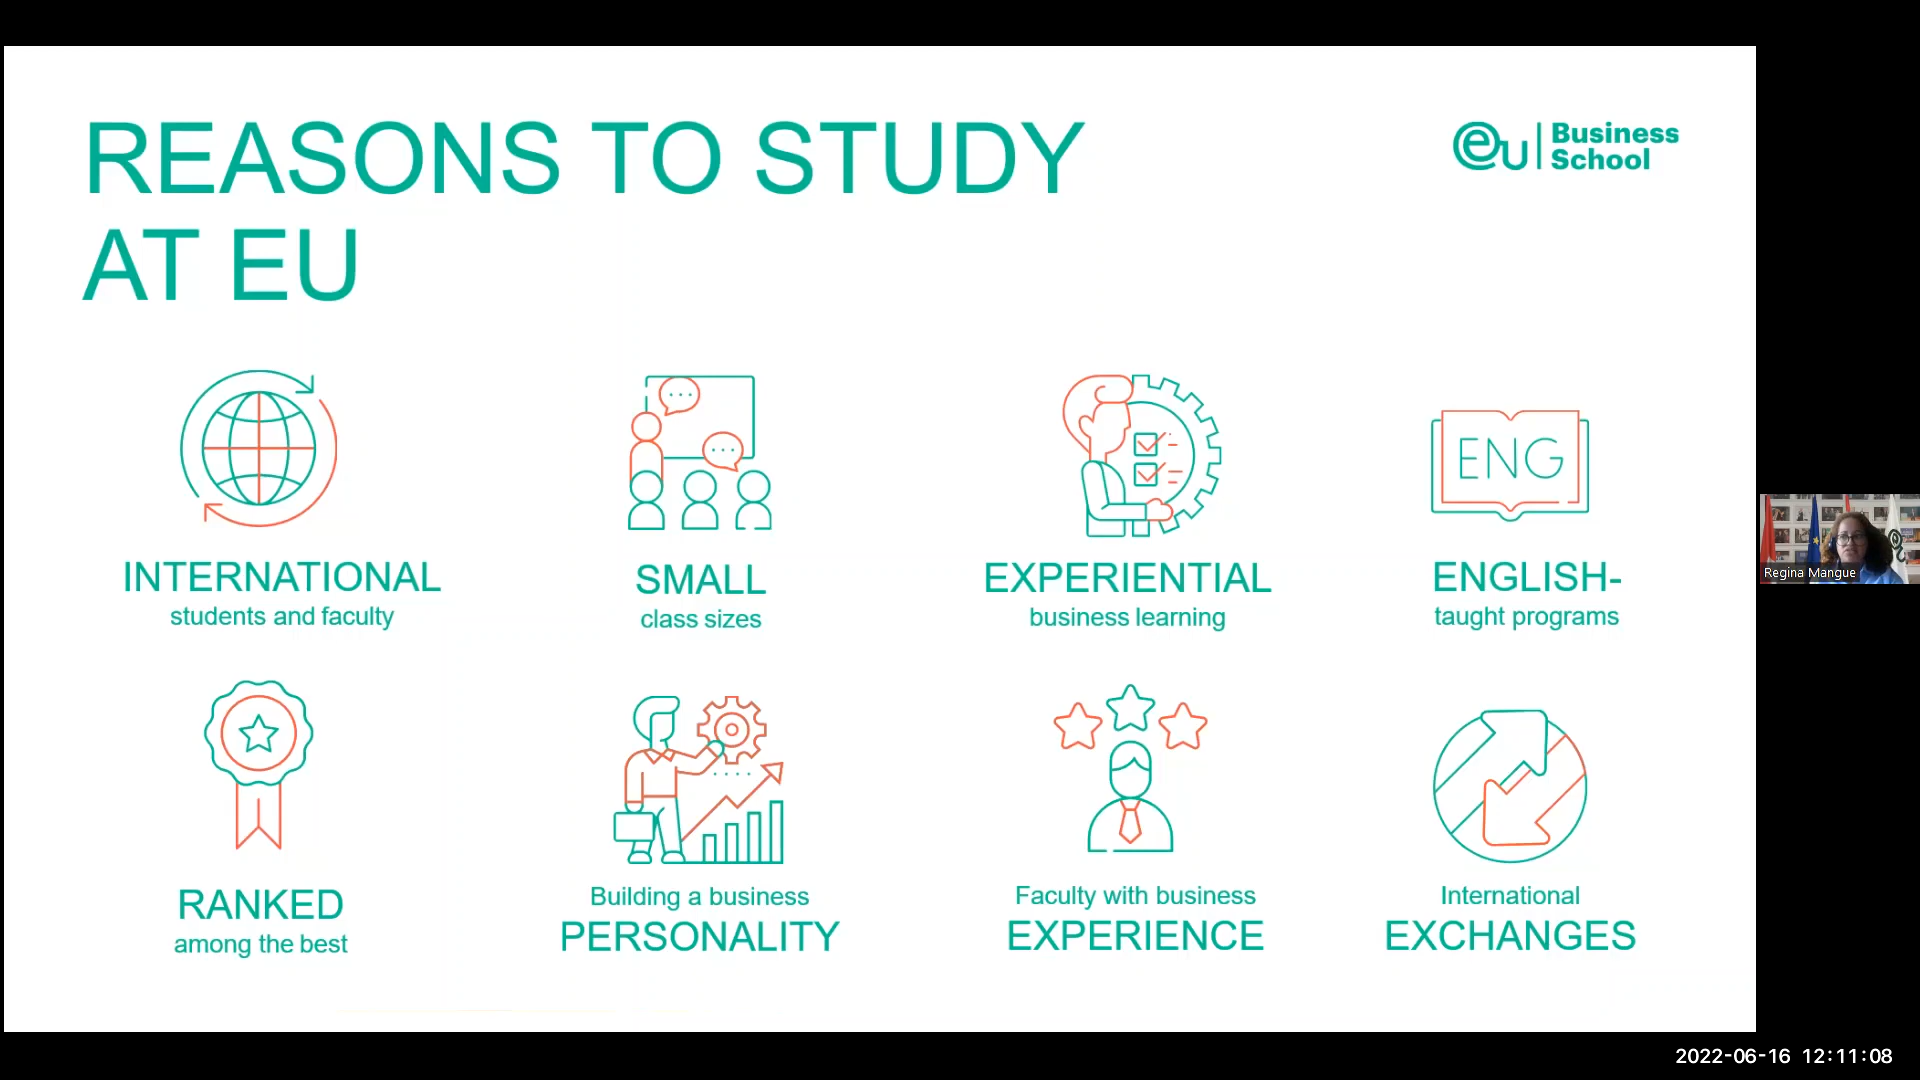 REASONS TO STUDY
AT EU
eu Business
School
ENG
INTERNATIONAL
students and faculty
SMALL
class sizes
EXPERIENTIAL
business learning
ENGLISH-
taught programs
RANKED
among the best
Building a business
PERSONALITY
Faculty with business
EXPERIENCE
International
EXCHANGES
Regina Mangue
2022-06-16 12:11:08